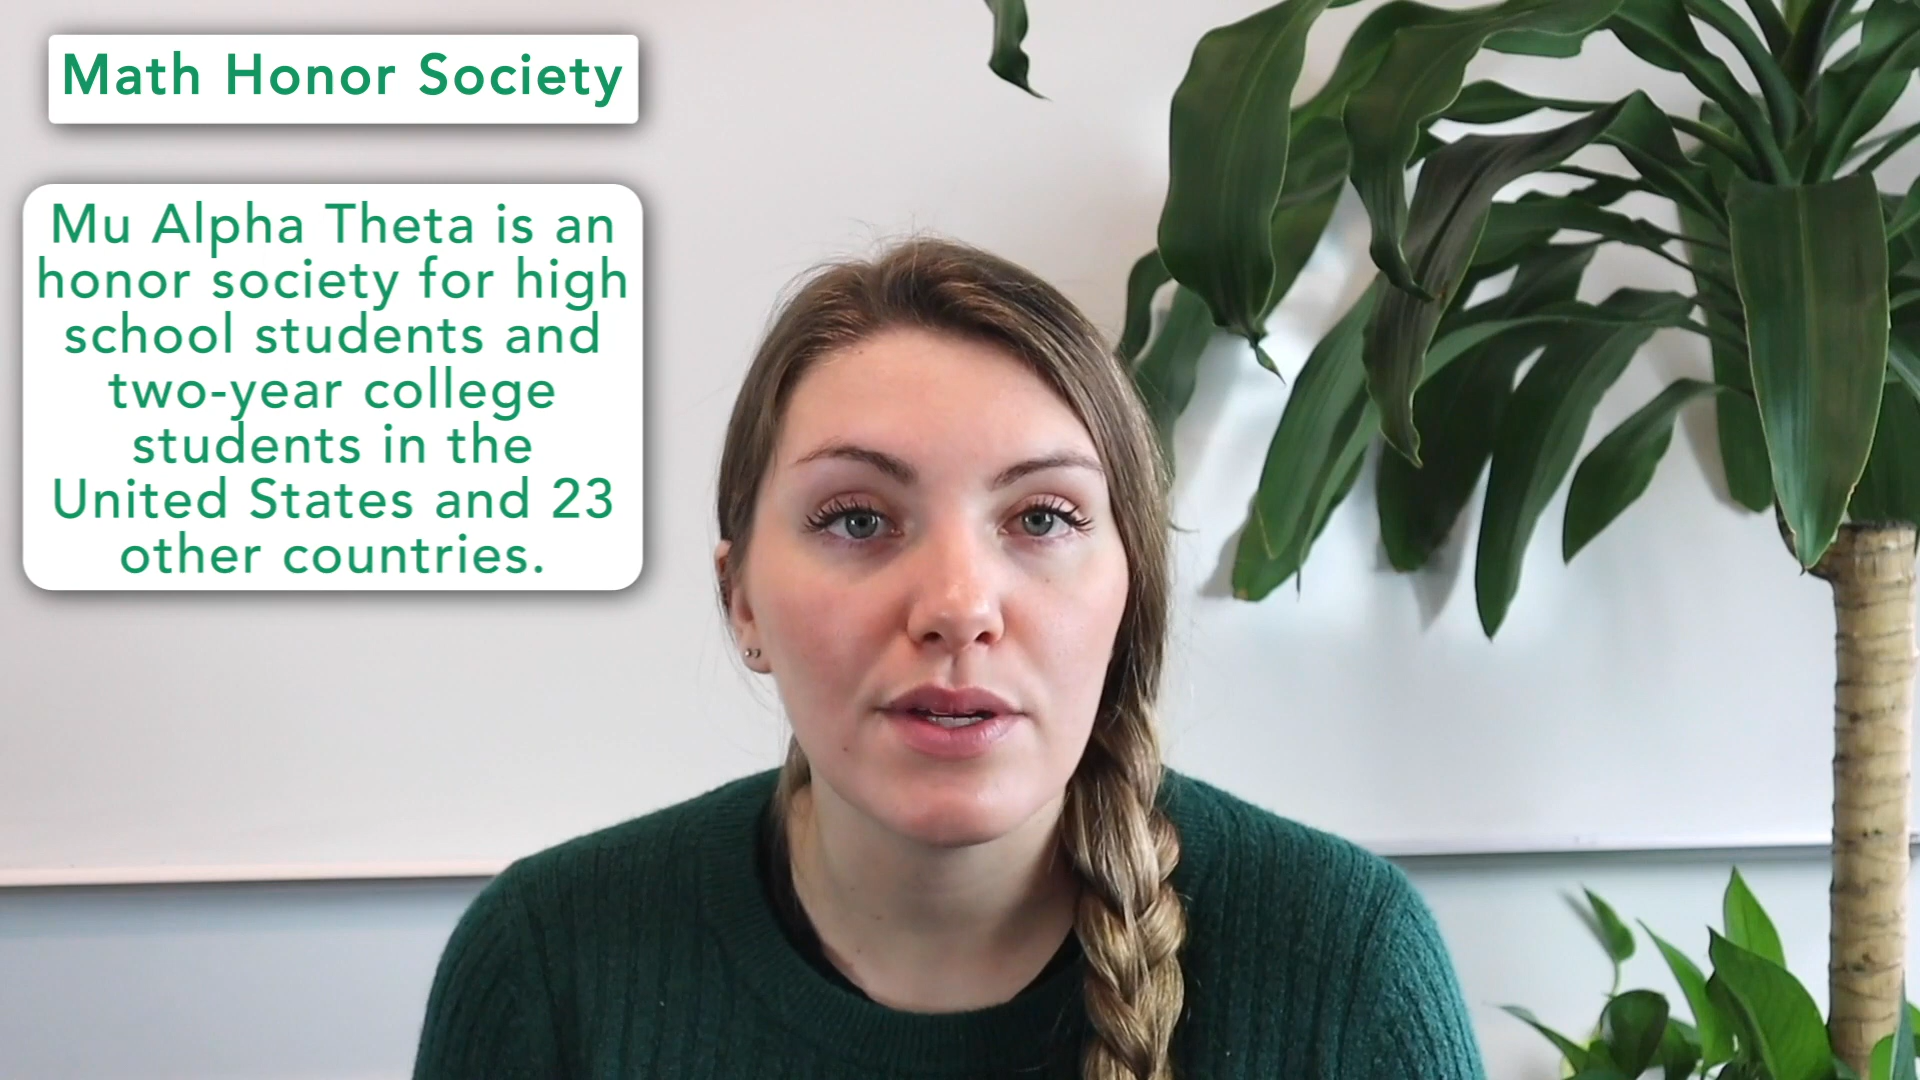 Math Honor Society
Mu Alpha Theta is an
honor society for high
school students and
two-year college
students in the
United States and 23
other countries.